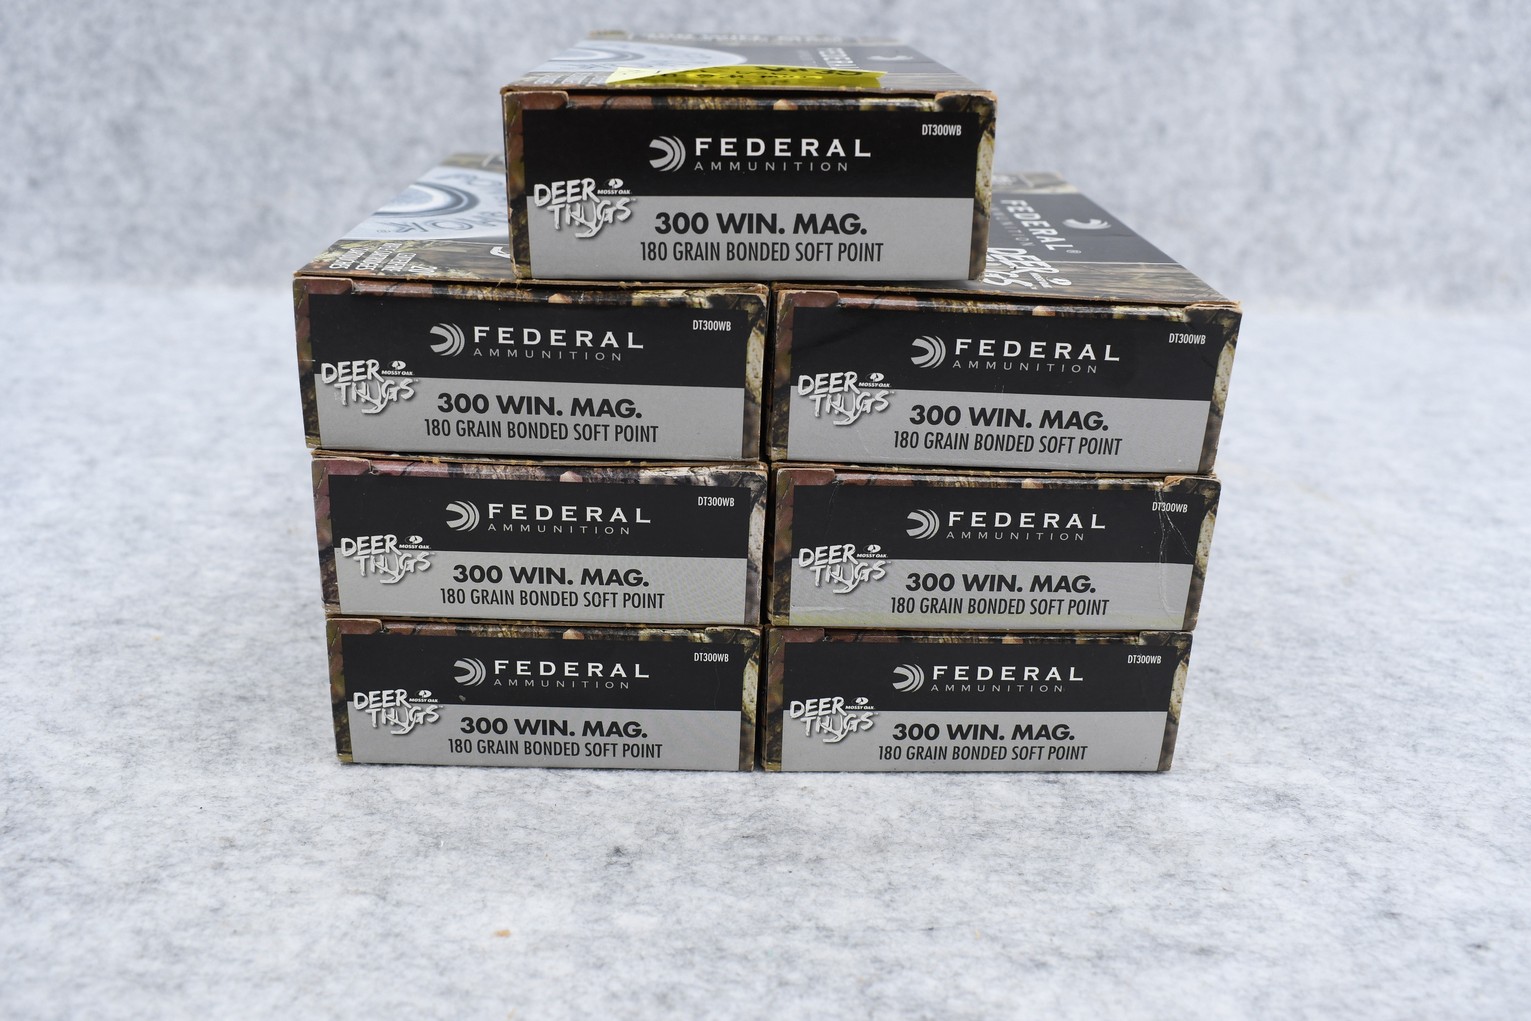 FEDERAL
AMMUNITION
DT300WB
DEER
MOSSY OAK
THUGS
300 WIN. MAG.
180 GRAIN BONDED SOFT POINT
FEDERAL
AMMUNITION
DEER
FEDERAL
AMMUNITION
DT300WB
DEER
MOSSY OAK
THUGS
300 WIN. MAG.
180 GRAIN BONDED SOFT POINT
FEDERAL
AMMUNITION
DT300WB
DEER
MOSSY OAK
THUGS
300 WIN. MAG.
180 GRAIN BONDED SOFT POINT
FEDERAL
AMMUNITION
DT300WB
DEER
MOSSY OAK
THUGS
300 WIN. MAG.
180 GRAIN BONDED SOFT POINT
FEDERAL
AMMUNITION
DT300WB
DEER
MOSSY OAK
THUGS
300 WIN. MAG.
180 GRAIN BONDED SOFT POINT
FEDERAL
AMMUNITION
DT300WB
DEER
MOSSY OAK
THUGS
300 WIN. MAG.
180 GRAIN BONDED SOFT POINT
FEDERAL
AMMUNITION
DT300WB
DEER
MOSSY OAK
THUGS
300 WIN. MAG.
180 GRAIN BONDED SOFT POINT